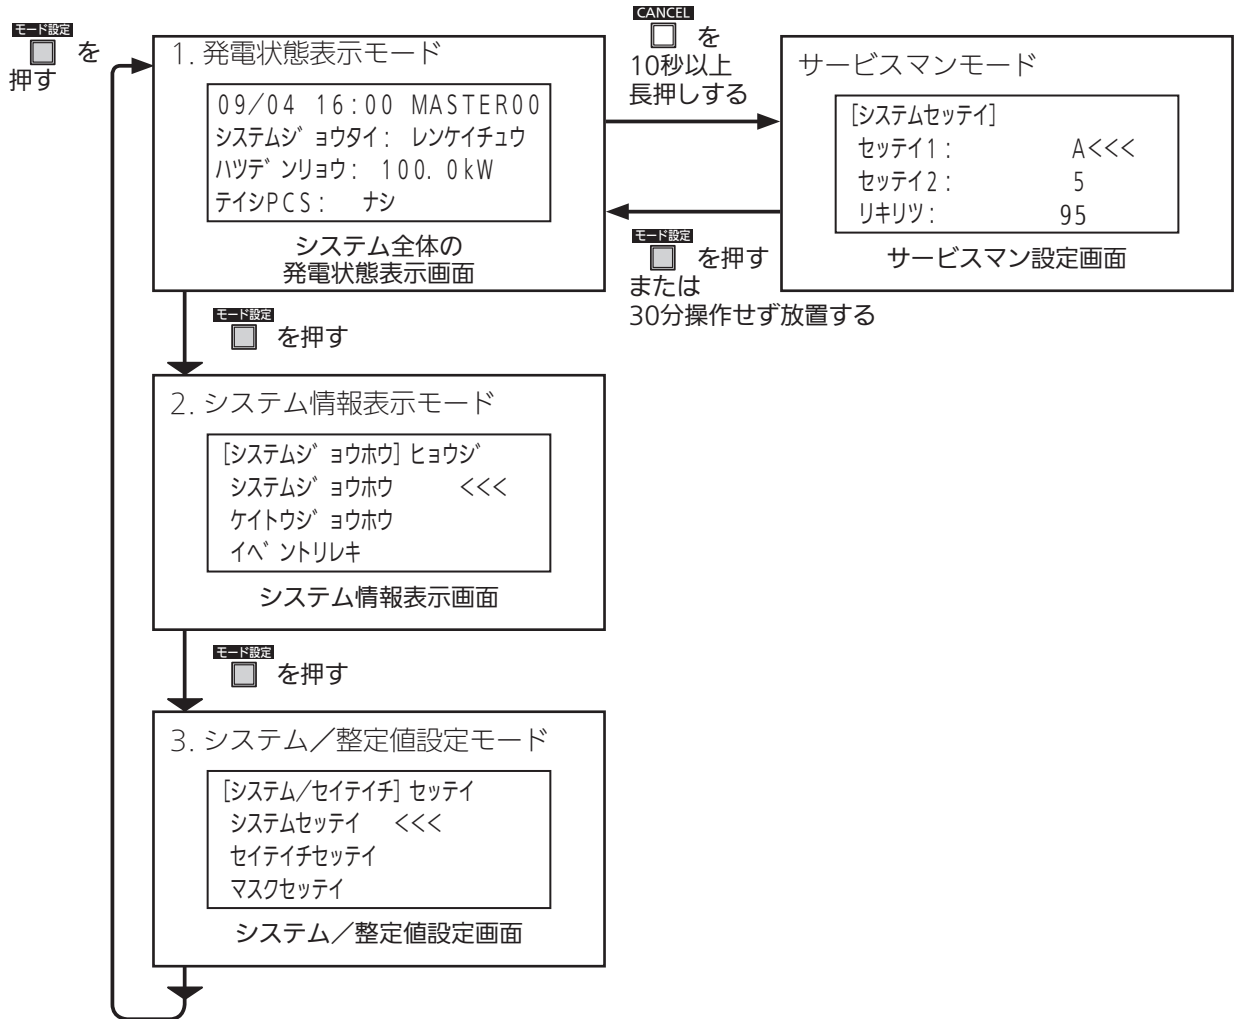 モード設定
を
押す
1. 発電状態表示モード
09/04 16:00 MASTER00
システムジョウタイ: レンケイチュウ
ハツデンリョウ: 100.0kW
テイシPCS: ナシ
システム全体の
発電状態表示画面
CANCEL
を
10秒以上
長押しする
サービスマンモード
[システムセッテイ]
セッテイ1: A<<<
セッテイ2: 5
リキリツ: 95
サービスマン設定画面
モード設定
を押す
または
30分操作せず放置する
モード設定
を押す
2. システム情報表示モード
[システムジョウホウ] ヒョウジ
システムジョウホウ <<<
ケイトウジョウホウ
イベントリレキ
システム情報表示画面
モード設定
を押す
3. システム/整定値設定モード
[システム/セイテイチ] セッテイ
システムセッテイ <<<
セイテイチセッテイ
マスクセッテイ
システム/整定値設定画面